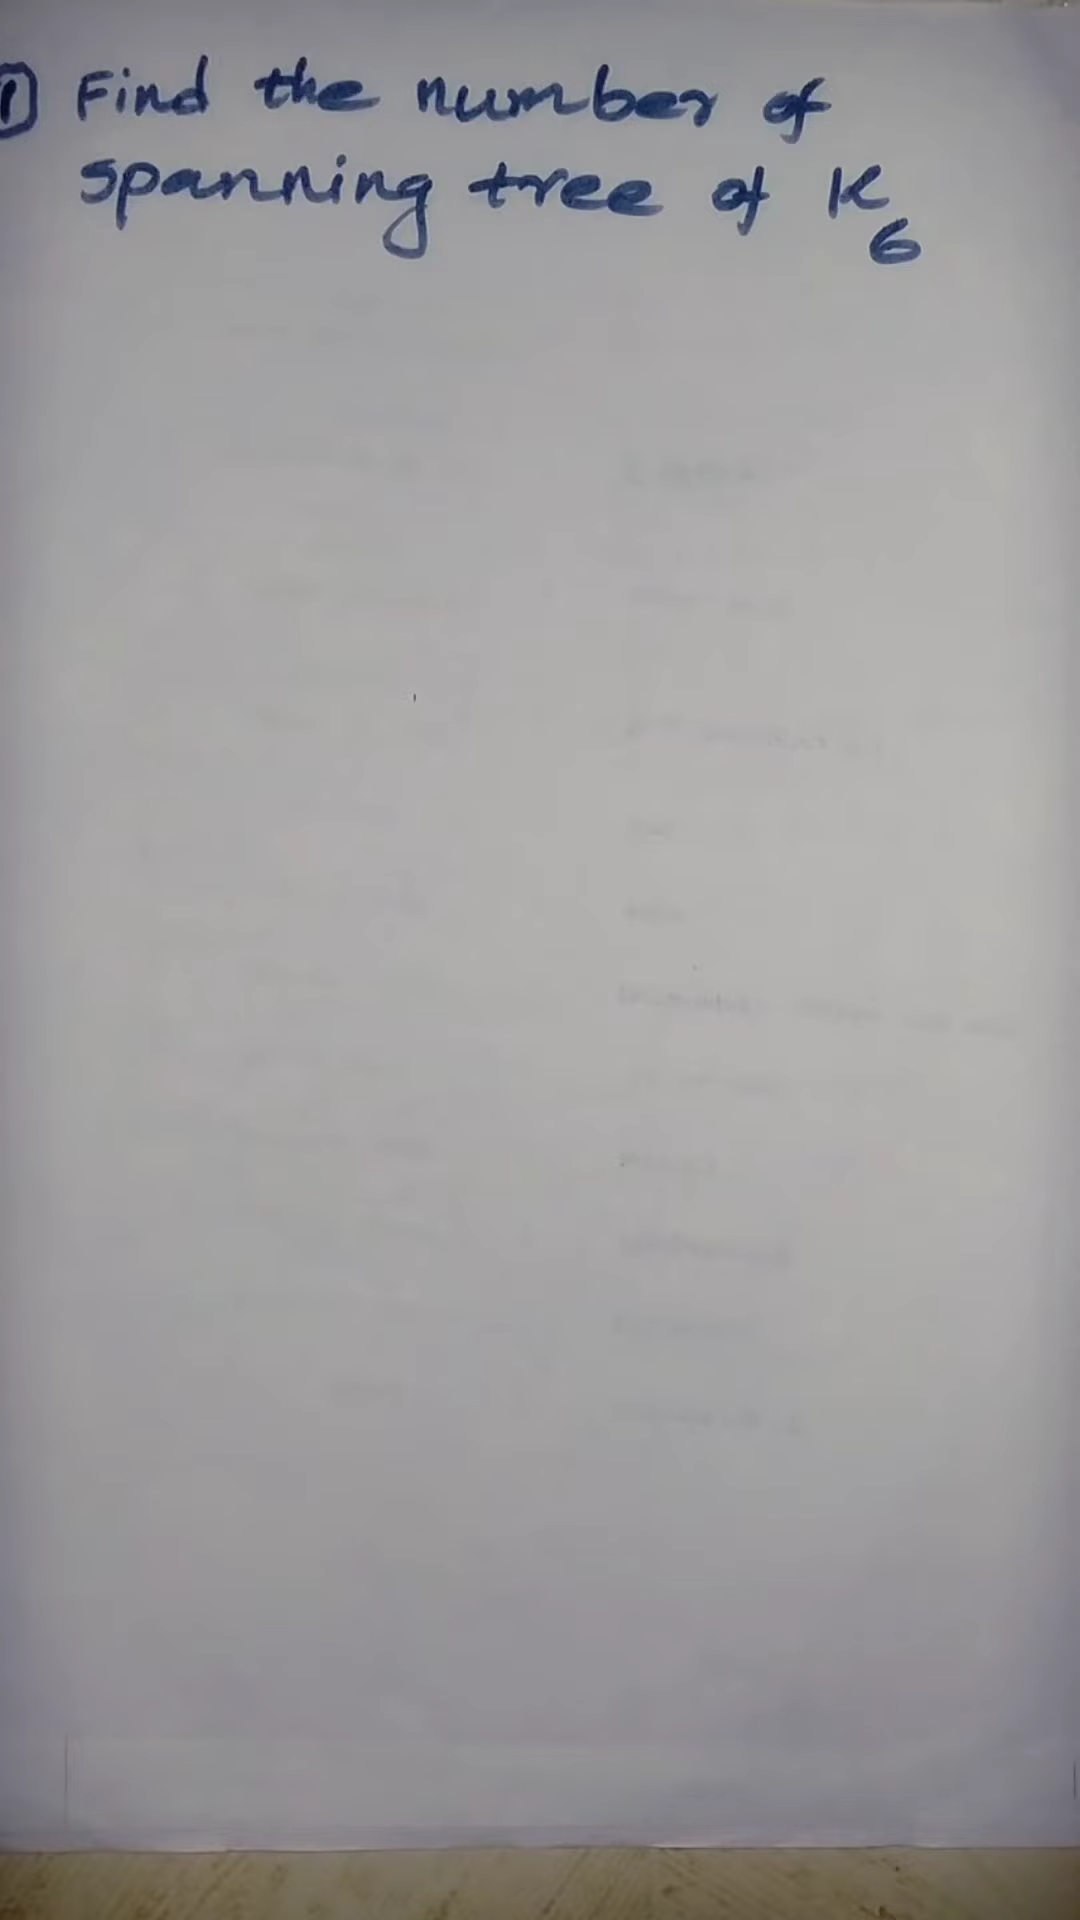 ① Find the number of
spanning tree of K₆